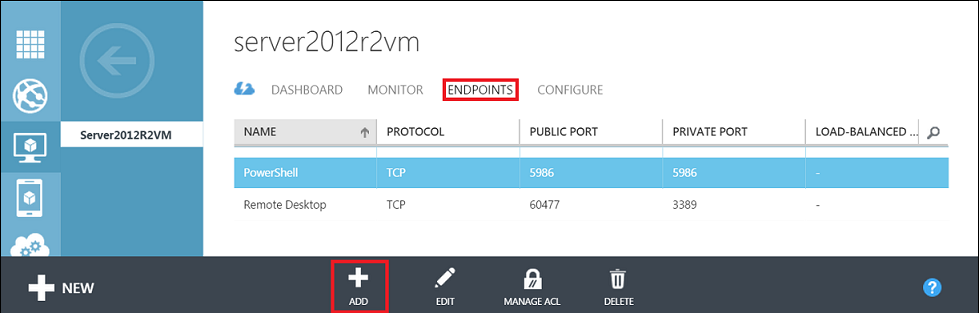 server2012r2vm
DASHBOARD MONITOR ENDPOINTS CONFIGURE
Server2012R2VM
NAME PROTOCOL PUBLIC PORT PRIVATE PORT LOAD-BALANCED ...
PowerShell TCP 5986 5986 -
Remote Desktop TCP 60477 3389 -
NEW ADD EDIT MANAGE ACL DELETE ?